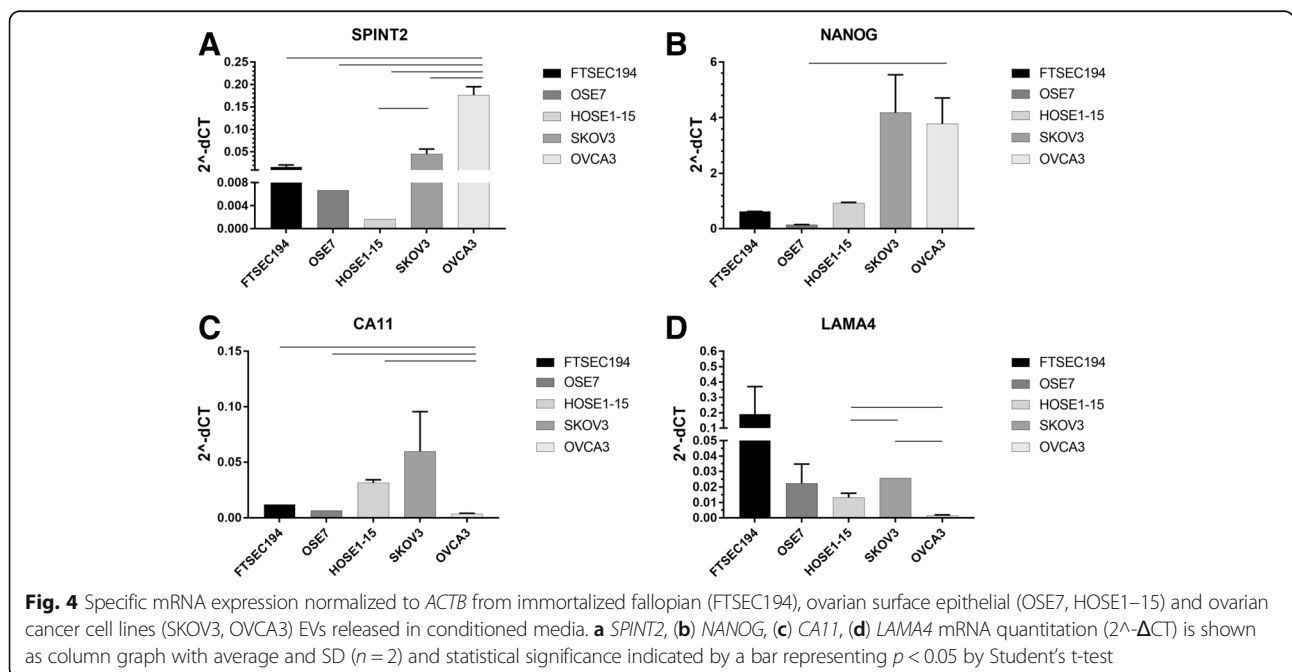 A
SPINT2
2^-dCT
0.25
0.20
0.15
0.10
0.05
0.008
0.004
0.000
FTSEC194
OSE7
HOSE1-15
SKOV3
OVCA3
FTSEC194
OSE7
HOSE1-15
SKOV3
OVCA3
B
NANOG
2^-dCT
6
4
2
0
FTSEC194
OSE7
HOSE1-15
SKOV3
OVCA3
FTSEC194
OSE7
HOSE1-15
SKOV3
OVCA3
C
CA11
2^-dCT
0.15
0.10
0.05
0.00
FTSEC194
OSE7
HOSE1-15
SKOV3
OVCA3
FTSEC194
OSE7
HOSE1-15
SKOV3
OVCA3
D
LAMA4
2^-dCT
0.6
0.5
0.4
0.3
0.2
0.1
0.05
0.04
0.03
0.02
0.01
0.00
FTSEC194
OSE7
HOSE1-15
SKOV3
OVCA3
FTSEC194
OSE7
HOSE1-15
SKOV3
OVCA3
Fig. 4 Specific mRNA expression normalized to ACTB from immortalized fallopian (FTSEC194), ovarian surface epithelial (OSE7, HOSE1–15) and ovarian
cancer cell lines (SKOV3, OVCA3) EVs released in conditioned media. a SPINT2, (b) NANOG, (c) CA11, (d) LAMA4 mRNA quantitation (2^-ΔCT) is shown
as column graph with average and SD (n = 2) and statistical significance indicated by a bar representing p < 0.05 by Student's t-test